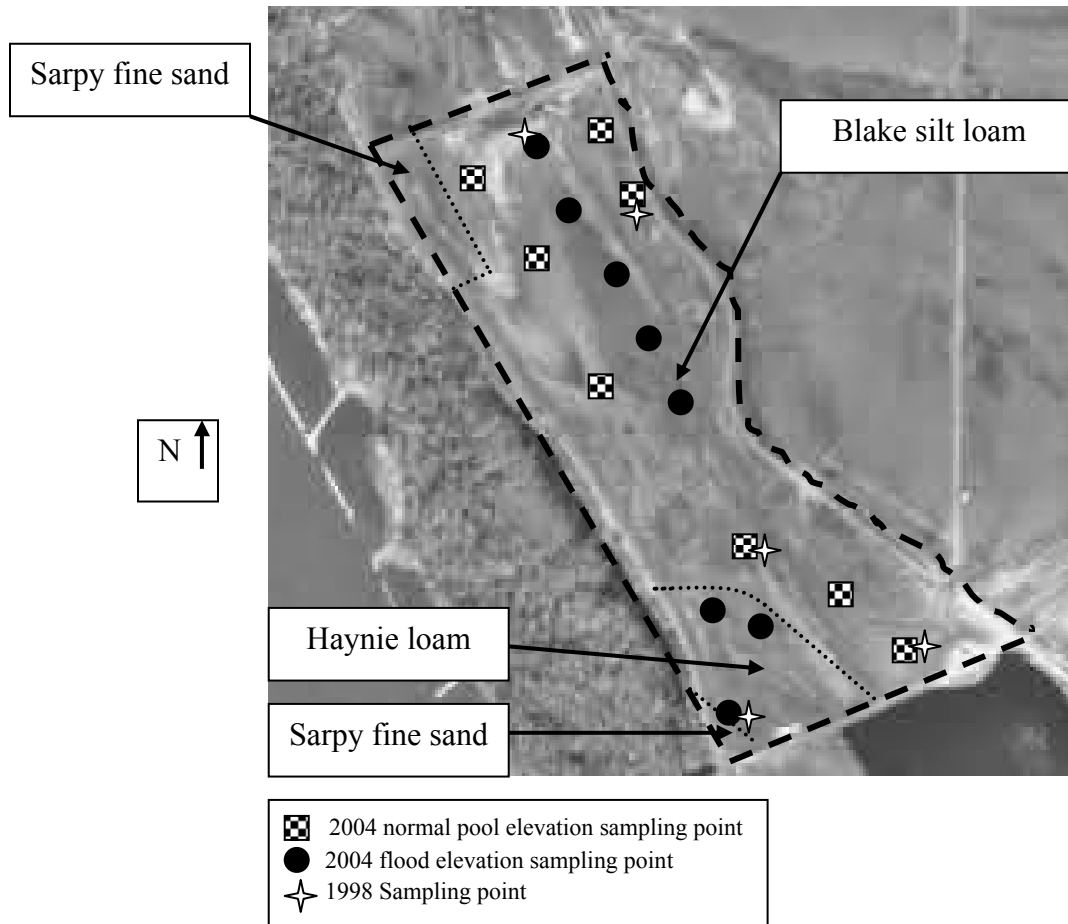 Sarpy fine sand
Blake silt loam
N
Haynie loam
Sarpy fine sand
2004 normal pool elevation sampling point
2004 flood elevation sampling point
1998 Sampling point